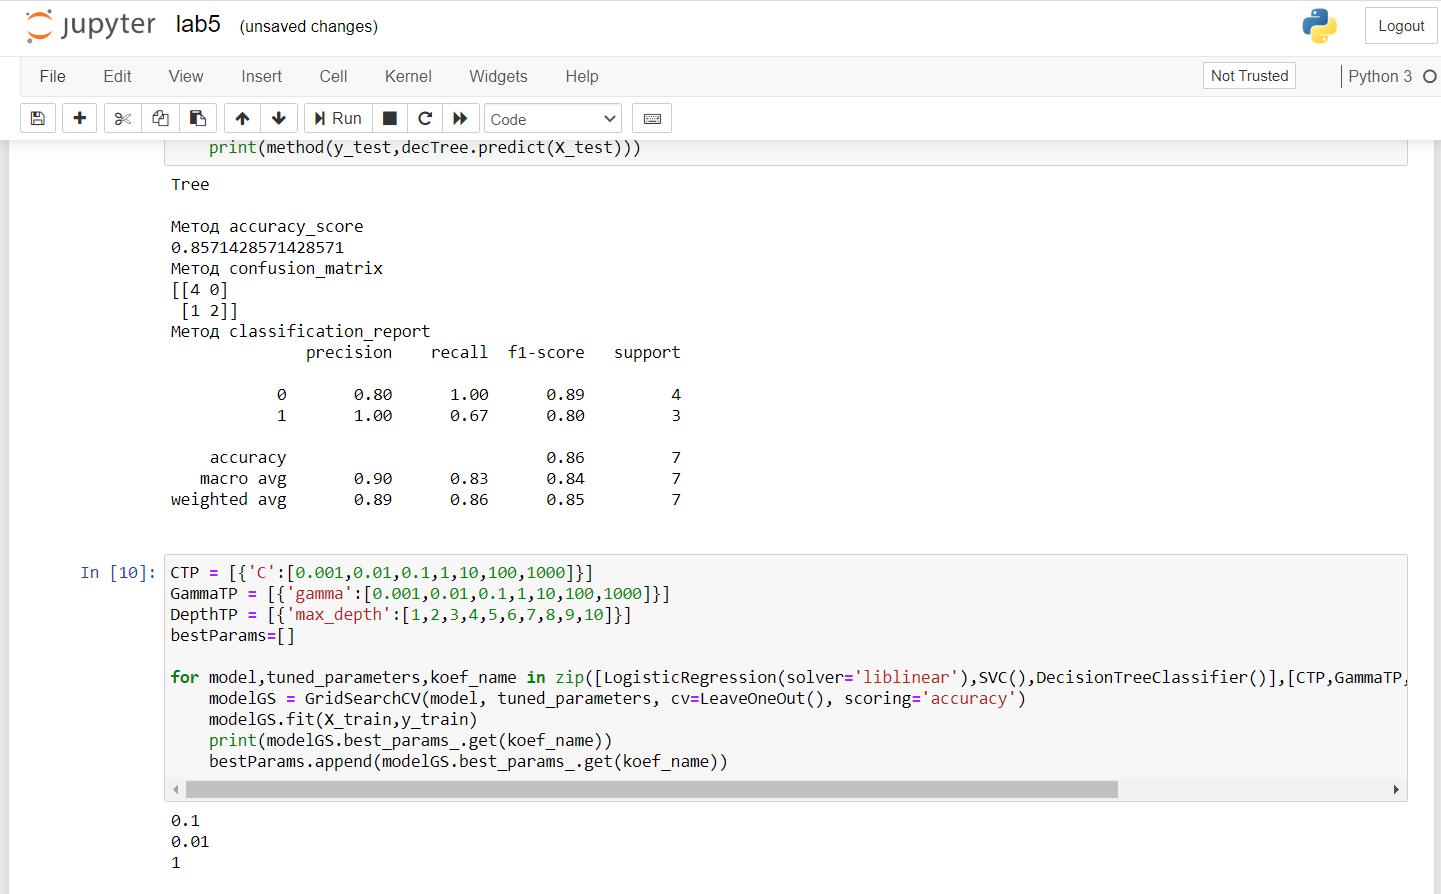 jupyter lab5 (unsaved changes) Logout
File Edit View Insert Cell Kernel Widgets Help Not Trusted Python 3
Run Code
print(method(y_test,decTree.predict(X_test)))
Tree
Метод accuracy_score
0.8571428571428571
Метод confusion_matrix
[[4 0]
[1 2]]
Метод classification_report
precision recall f1-score support
0 0.80 1.00 0.89 4
1 1.00 0.67 0.80 3
accuracy 0.86 7
macro avg 0.90 0.83 0.84 7
weighted avg 0.89 0.86 0.85 7
In [10]: CTP = [{'C':[0.001,0.01,0.1,1,10,100,1000]}]
GammaTP = [{'gamma':[0.001,0.01,0.1,1,10,100,1000]}]
DepthTP = [{'max_depth':[1,2,3,4,5,6,7,8,9,10]}]
bestParams=[]
for model,tuned_parameters,koef_name in zip([LogisticRegression(solver='liblinear'),SVC(),DecisionTreeClassifier()],[CTP,GammaTP,
modelGS = GridSearchCV(model, tuned_parameters, cv=LeaveOneOut(), scoring='accuracy')
modelGS.fit(X_train,y_train)
print(modelGS.best_params_.get(koef_name))
bestParams.append(modelGS.best_params_.get(koef_name))
0.1
0.01
1